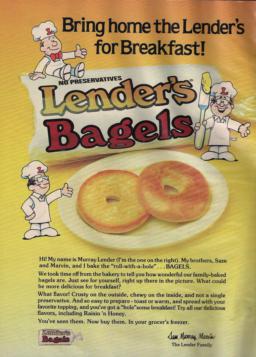 Bring home the Lender's
for Breakfast!
NO PRESERVATIVES
Lender's
Bagels
Hi! My name is Murray Lender (I'm the one on the right). My brothers, Sam
and Marvin, and I bake the "roll-with-a-hole" . . . BAGELS.
We took time off from the bakery to tell you how wonderful our family-baked
bagels are. Just see for yourself, right up there in the picture. What could
be more delicious for breakfast?
What flavor! Crusty on the outside, chewy on the inside, and not a single
preservative. And so easy to prepare - toast or warm, and spread with your
favorite topping, and you've got a "hole"some breakfast! Try all our delicious
flavors, including Raisin 'n Honey.
You've seen them. Now buy them. In your grocer's freezer.
Lender's
Bagels
Sam, Murray, Marvin
The Lender Family